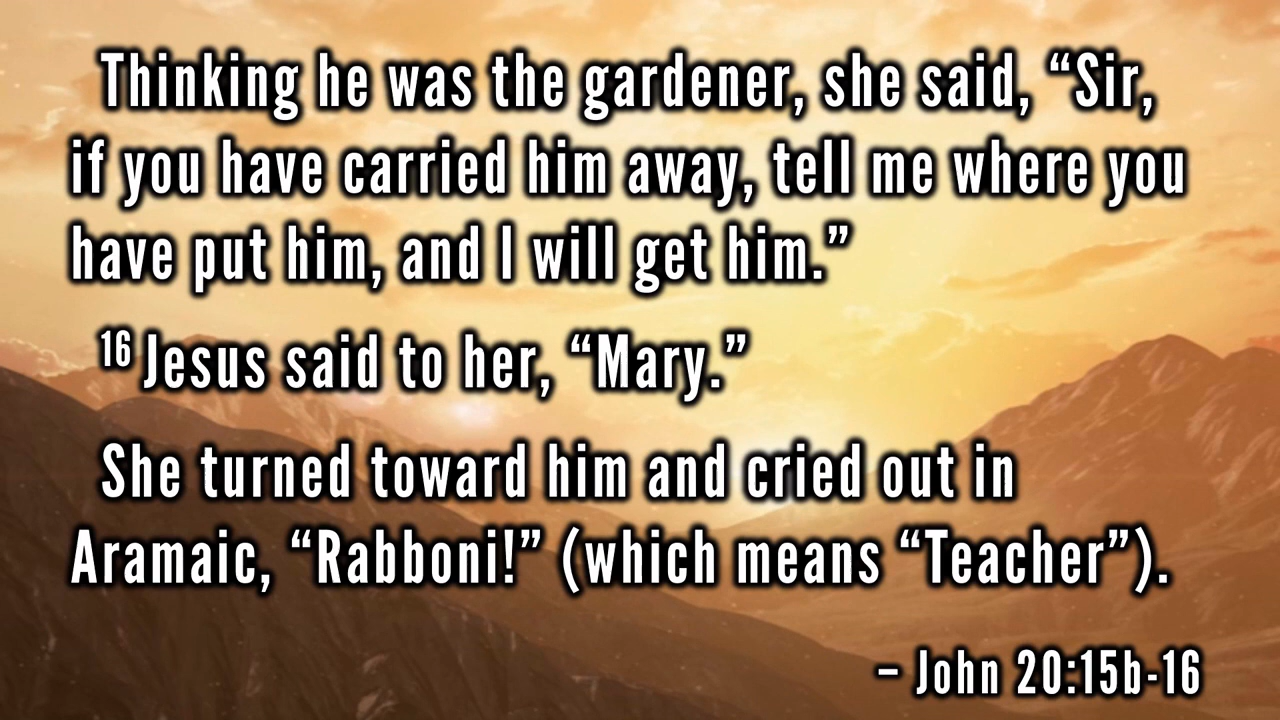 Thinking he was the gardener, she said, “Sir,
if you have carried him away, tell me where you
have put him, and I will get him.”
16 Jesus said to her, “Mary.”
She turned toward him and cried out in
Aramaic, “Rabboni!” (which means “Teacher”).
– John 20:15b-16